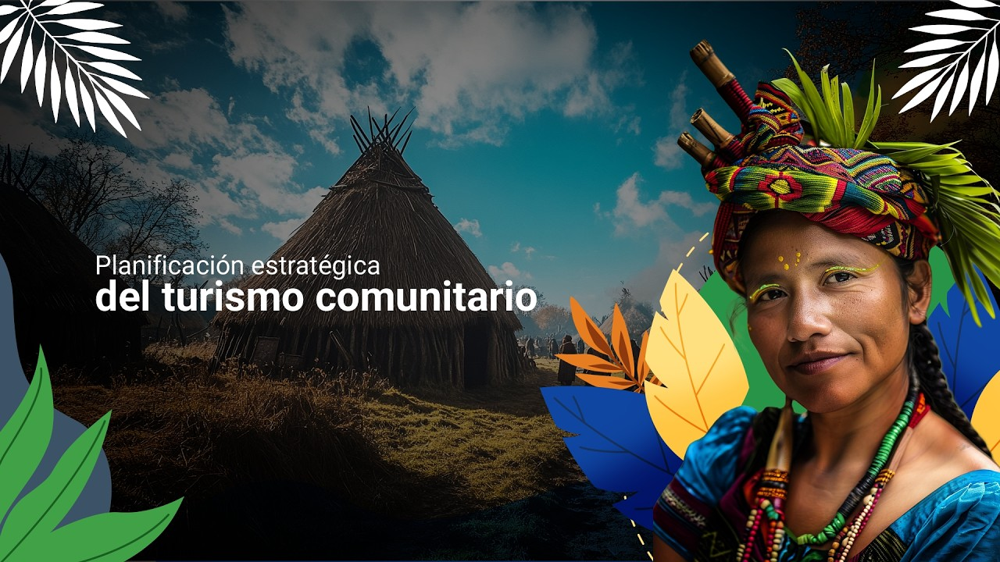 Planificación estratégica
del turismo comunitario